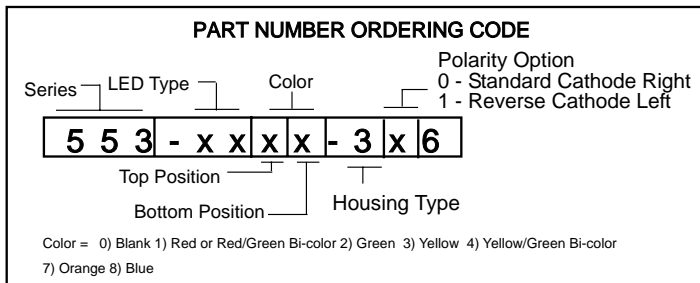 PART NUMBER ORDERING CODE
Polarity Option
0 - Standard Cathode Right
1 - Reverse Cathode Left
Series LED Type Color
5 5 3 - x x x x - 3 x 6
Top Position
Bottom Position
Housing Type
Color = 0) Blank 1) Red or Red/Green Bi-color 2) Green 3) Yellow 4) Yellow/Green Bi-color
7) Orange 8) Blue